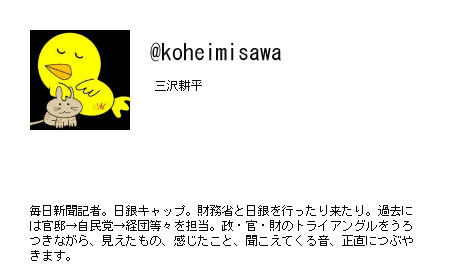 @koheimisawa
三沢耕平
毎日新聞記者。日銀キャップ。財務省と日銀を行ったり来たり。過去に
は官邸→自民党→経団等々を担当。政・官・財のトライアングルをうろ
つきながら、見えたもの、感じたこと、聞こえてくる音、正直につぶや
きます。